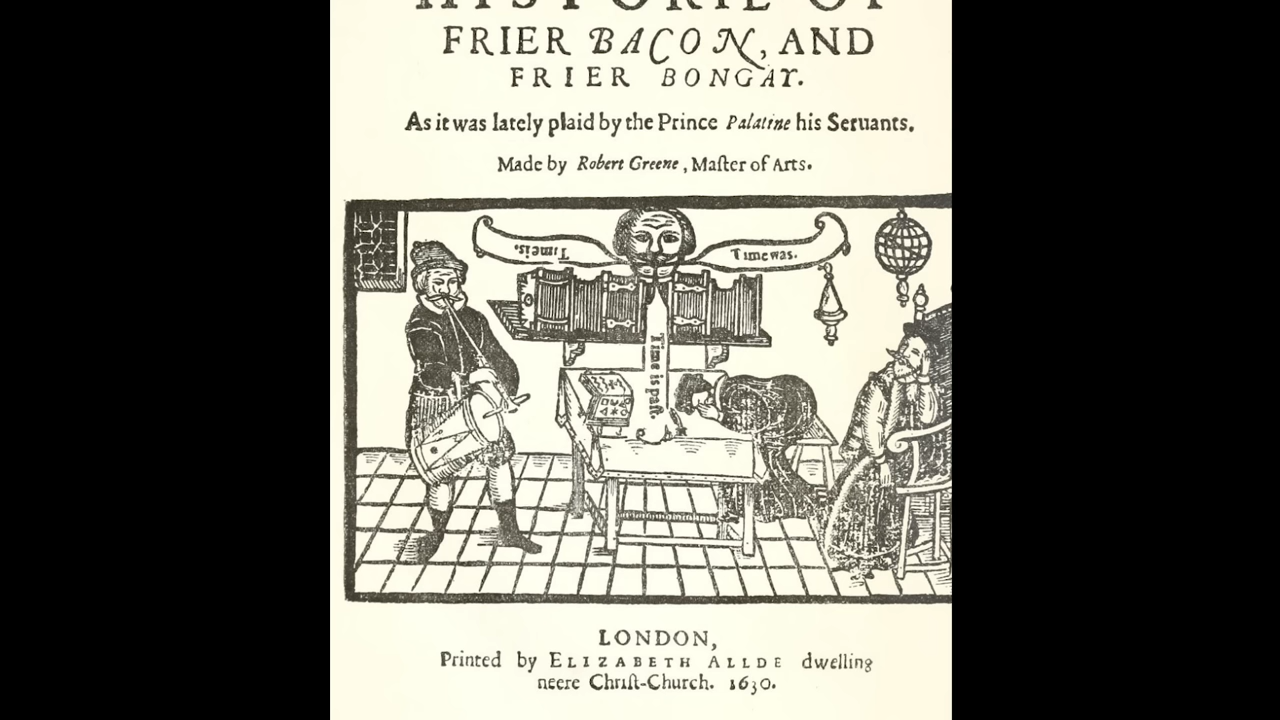 HISTORIE OF
FRIER BACON, AND
FRIER BONGAY.
As it was lately plaid by the Prince Palatine his Seruants.
Made by Robert Greene, Maſter of Arts.
Time is.
Time was.
Time is paſt.
LONDON,
Printed by ELIZABETH ALLDE dwelling
neere Chriſt-Church. 1630.